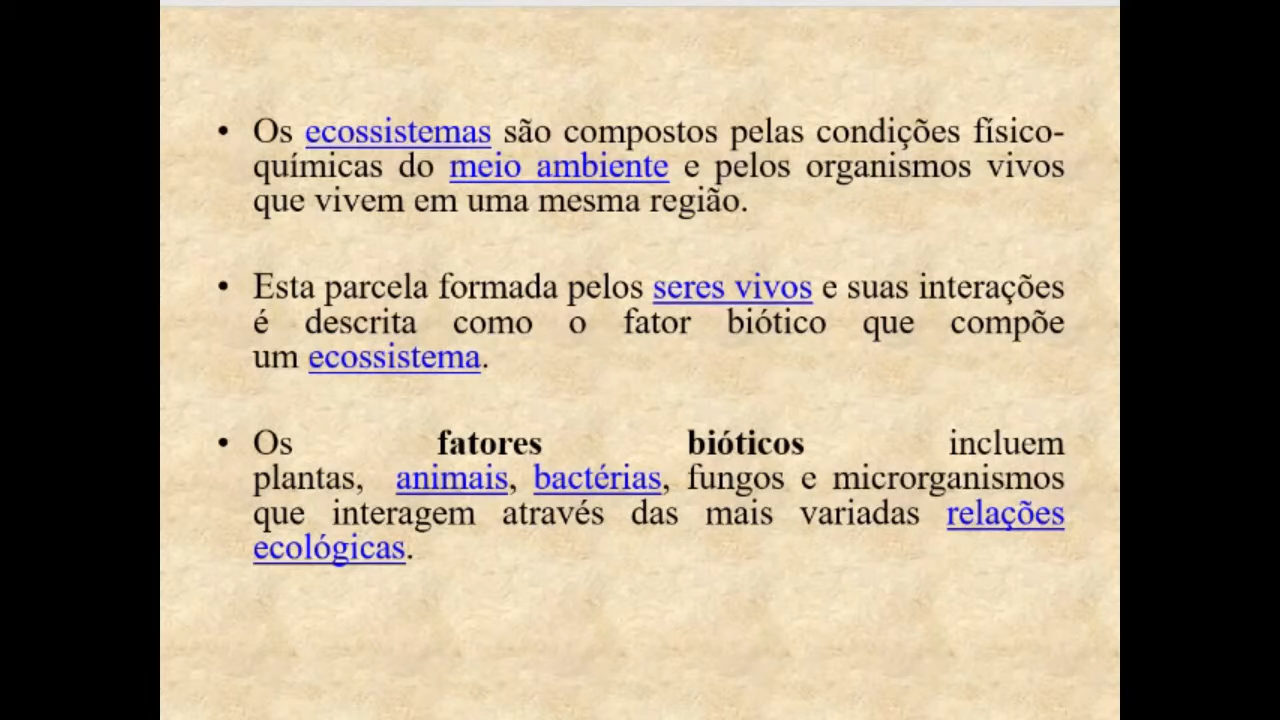 • Os ecossistemas são compostos pelas condições físico-
químicas do meio ambiente e pelos organismos vivos
que vivem em uma mesma região.
• Esta parcela formada pelos seres vivos e suas interações
é descrita como o fator biótico que compõe
um ecossistema.
• Os fatores bióticos incluem
plantas, animais, bactérias, fungos e microrganismos
que interagem através das mais variadas relações
ecológicas.